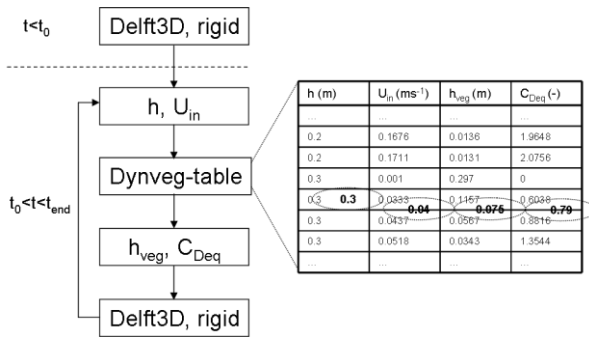 t<t0
Delft3D, rigid
h, Uin
Dynveg-table
t0<t<tend
hveg, CDeq
Delft3D, rigid
h (m) Uin (ms-1) hveg (m) CDeq (-)
... ... ... ...
0.2 0.1676 0.0136 1.9648
0.2 0.1711 0.0131 2.0756
0.3 0.001 0.297 0
0.3 0.0333 0.1157 0.6038
0.3 0.04 0.075 0.79
0.3 0.0437 0.0567 0.8816
0.3 0.0518 0.0343 1.3544
... ... ... ...